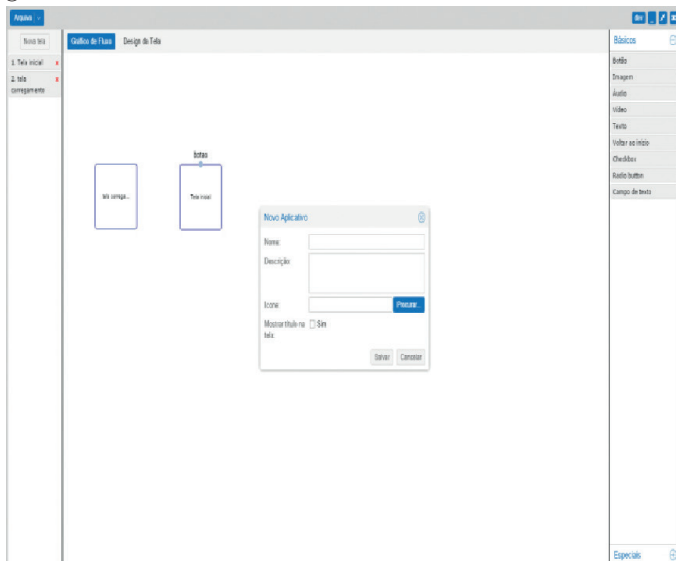 Arquivo
Nova tela
1. Tela inicial x
2. tela carregamento x
Gráfico de Fluxo Design da Tela
tela carrega...
Botao
Tela inicial
Novo Aplicativo
Nome:
Descrição:
Icone: Procurar...
Mostrar título na tela: Sim
Salvar Cancelar
Básicos
Botão
Imagem
Áudio
Vídeo
Texto
Voltar ao início
Checkbox
Radio button
Campo de texto
Especiais